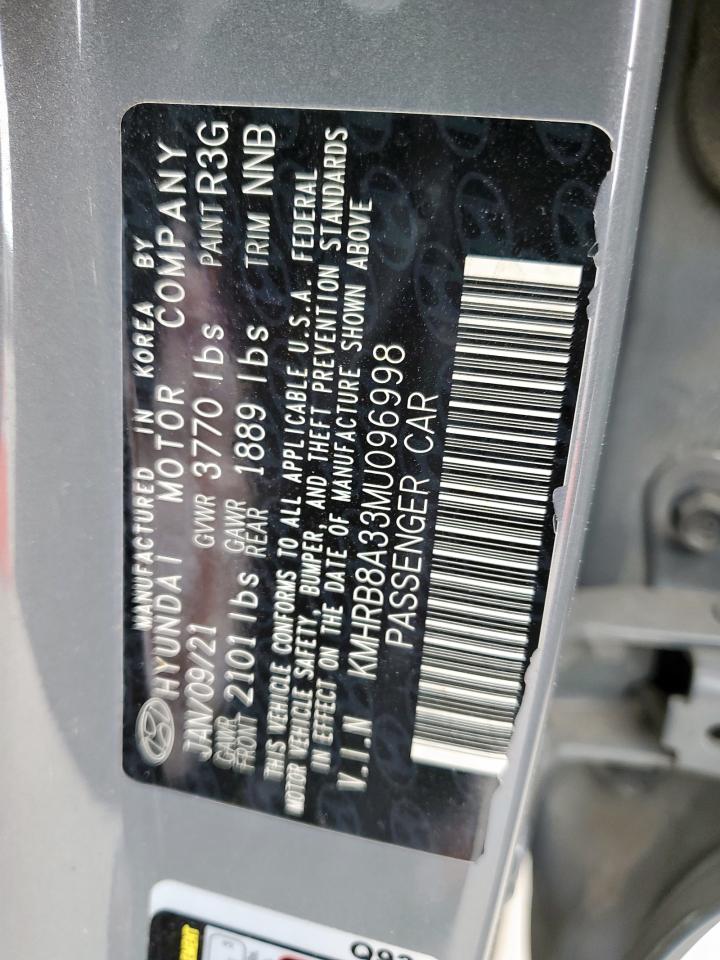 MANUFACTURED IN KOREA BY
HYUNDAI MOTOR COMPANY
JAN/09/21 GVWR 3770 lbs PAINT R3G
GAWR FRONT 2101 lbs GAWR REAR 1889 lbs TRIM NNB
THIS VEHICLE CONFORMS TO ALL APPLICABLE U.S.A. FEDERAL
MOTOR VEHICLE SAFETY, BUMPER, AND THEFT PREVENTION STANDARDS
IN EFFECT ON THE DATE OF MANUFACTURE SHOWN ABOVE
V.I.N KMHRB8A33MU096998
PASSENGER CAR